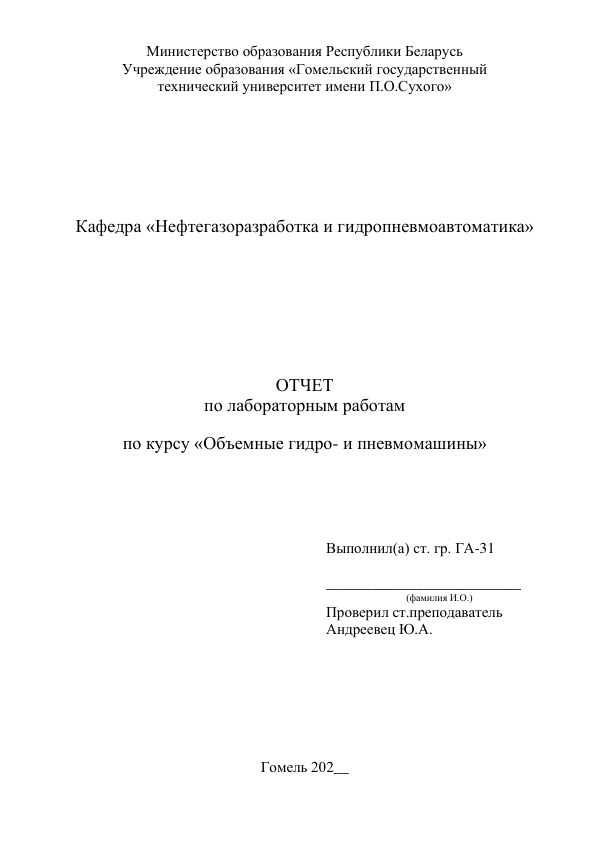 Министерство образования Республики Беларусь
Учреждение образования «Гомельский государственный
технический университет имени П.О.Сухого»
Кафедра «Нефтегазоразработка и гидропневмоавтоматика»
ОТЧЕТ
по лабораторным работам
по курсу «Объемные гидро- и пневмомашины»
Выполнил(а) ст. гр. ГА-31
__________________________
(фамилия И.О.)
Проверил ст.преподаватель
Андреевец Ю.А.
Гомель 202__